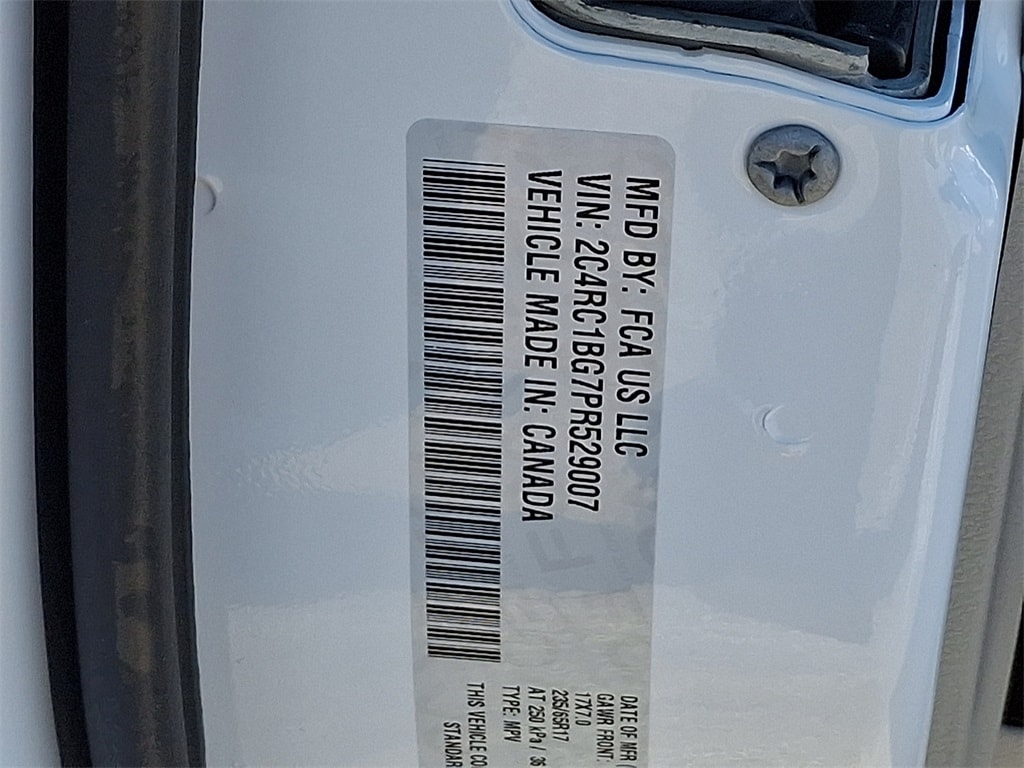 MFD BY: FCA US LLC
VIN: 2C4RC1BG7PR529007
VEHICLE MADE IN: CANADA
DATE OF MFR (
GAWR FRONT:
17X7.0
235/65R17
AT 250 kPa / 36
TYPE: MPV
THIS VEHICLE CO
STANDAR